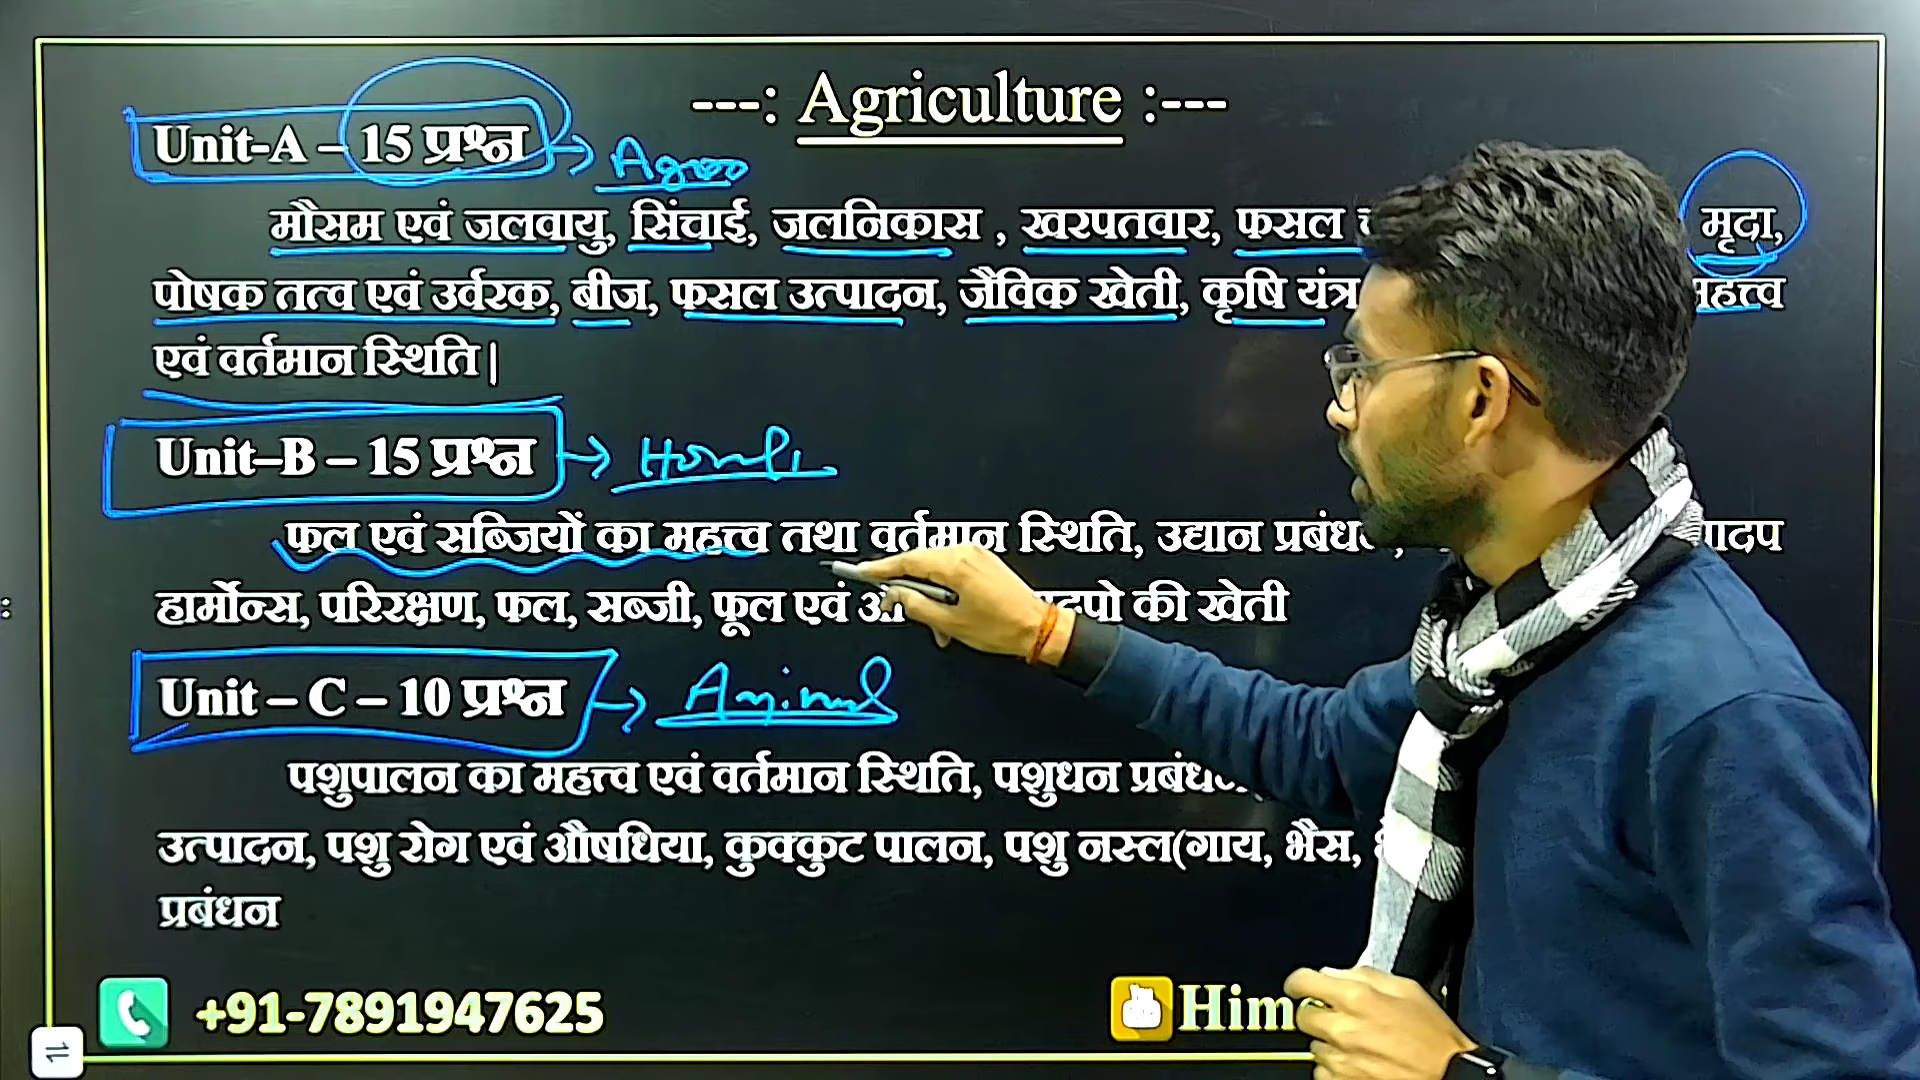 ---: Agriculture :---
Unit-A – 15 प्रश्न
Agro
मौसम एवं जलवायु, सिंचाई, जलनिकास , खरपतवार, फसल मृदा,
पोषक तत्व एवं उर्वरक, बीज, फसल उत्पादन, जैविक खेती, कृषि यंत्र महत्त्व
एवं वर्तमान स्थिति|
Unit–B – 15 प्रश्न
फल एवं सब्जियों का महत्त्व तथा वर्तमान स्थिति, उद्यान प्रबंधन,
हार्मोन्स, परिरक्षण, फल, सब्जी, फूल एवं की खेती
Unit – C – 10 प्रश्न
Animal
पशुपालन का महत्त्व एवं वर्तमान स्थिति, पशुधन प्रबंधन,
उत्पादन, पशु रोग एवं औषधिया, कुक्कुट पालन, पशु नस्ल(गाय, भैस,
प्रबंधन
+91-7891947625